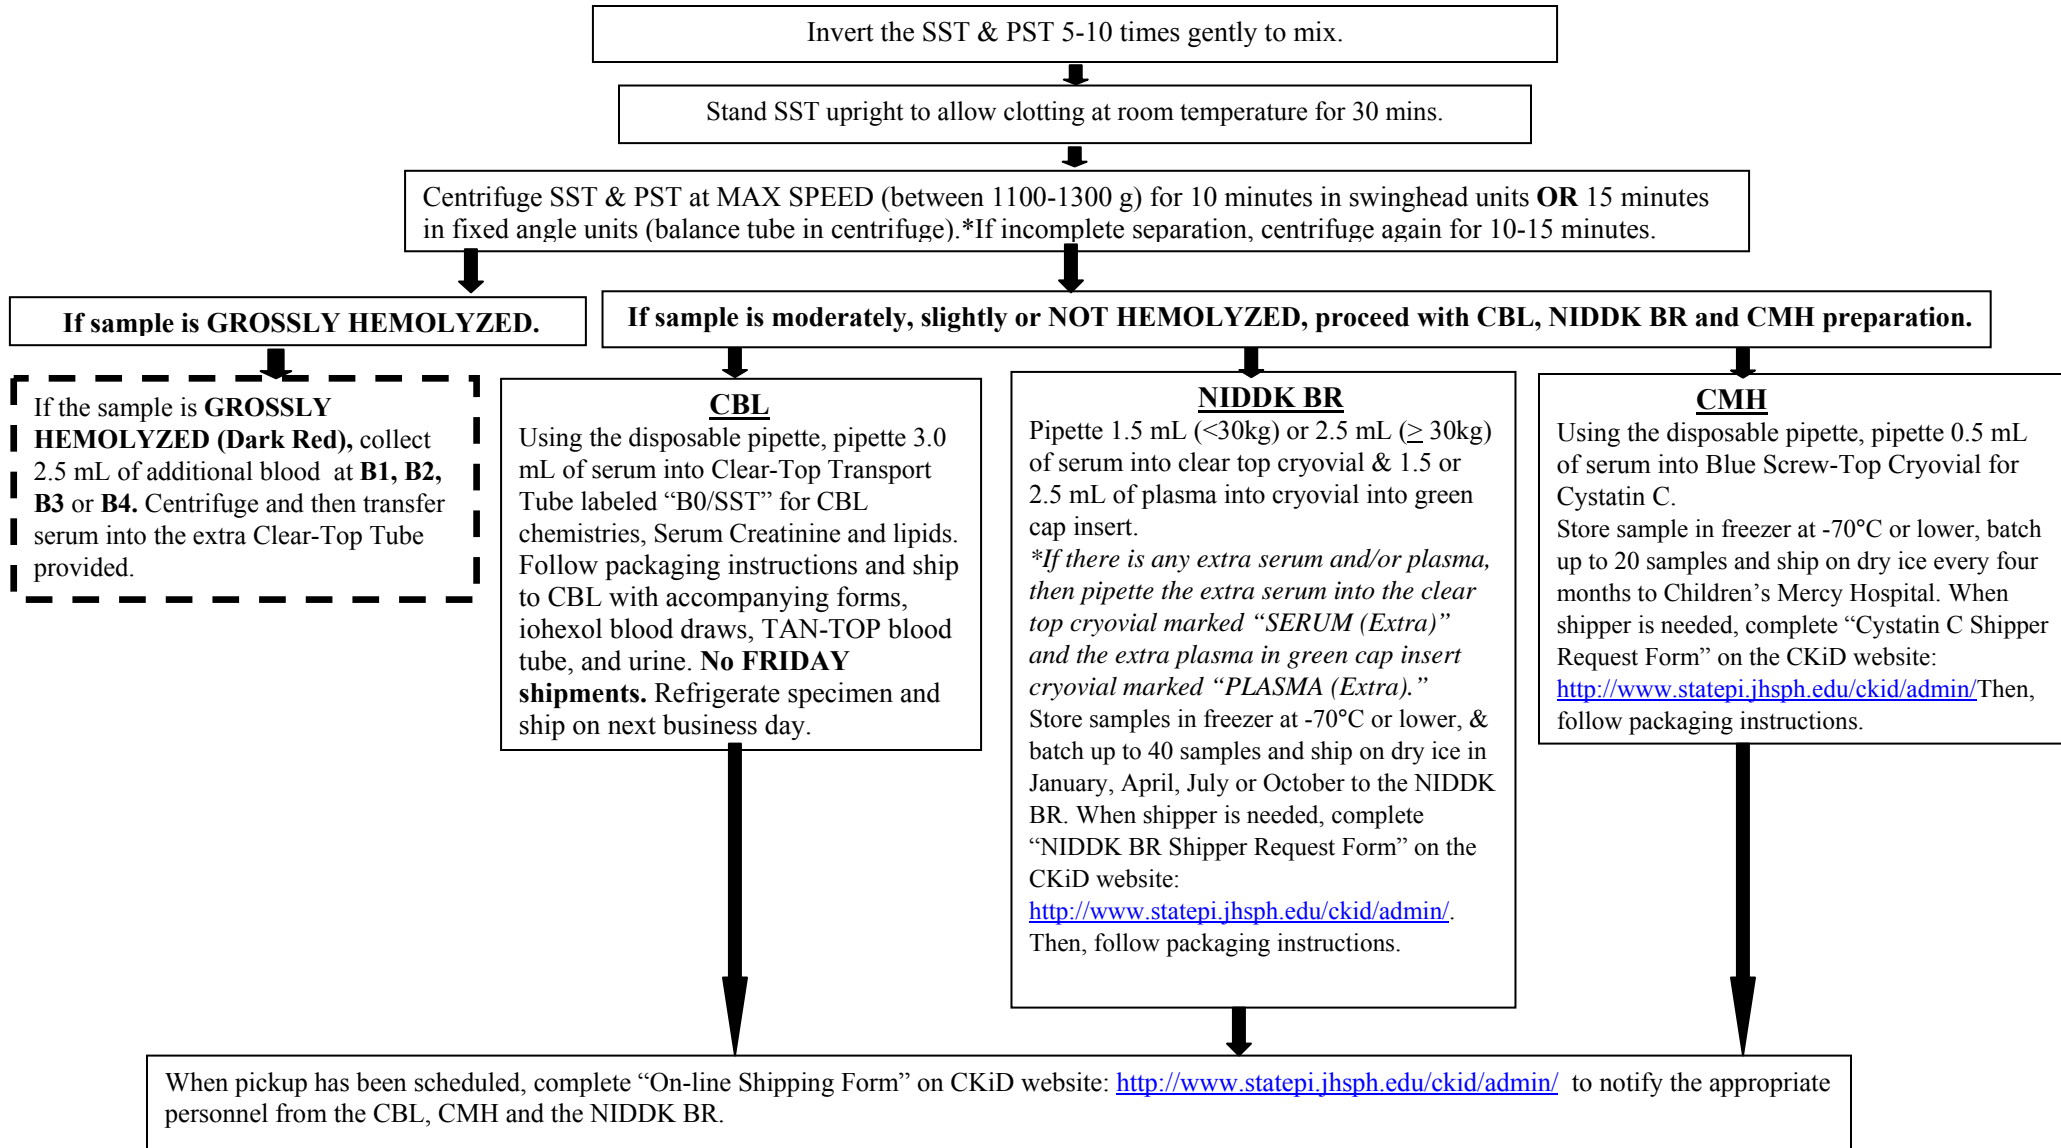 Invert the SST & PST 5-10 times gently to mix.
Stand SST upright to allow clotting at room temperature for 30 mins.
Centrifuge SST & PST at MAX SPEED (between 1100-1300 g) for 10 minutes in swinghead units OR 15 minutes
in fixed angle units (balance tube in centrifuge).*If incomplete separation, centrifuge again for 10-15 minutes.
If sample is GROSSLY HEMOLYZED.
If sample is moderately, slightly or NOT HEMOLYZED, proceed with CBL, NIDDK BR and CMH preparation.
If the sample is GROSSLY
HEMOLYZED (Dark Red), collect
2.5 mL of additional blood at B1, B2,
B3 or B4. Centrifuge and then transfer
serum into the extra Clear-Top Tube
provided.
CBL
Using the disposable pipette, pipette 3.0
mL of serum into Clear-Top Transport
Tube labeled “B0/SST” for CBL
chemistries, Serum Creatinine and lipids.
Follow packaging instructions and ship
to CBL with accompanying forms,
iohexol blood draws, TAN-TOP blood
tube, and urine. No FRIDAY
shipments. Refrigerate specimen and
ship on next business day.
NIDDK BR
Pipette 1.5 mL (<30kg) or 2.5 mL (≥ 30kg)
of serum into clear top cryovial & 1.5 or
2.5 mL of plasma into cryovial into green
cap insert.
*If there is any extra serum and/or plasma,
then pipette the extra serum into the clear
top cryovial marked “SERUM (Extra)”
and the extra plasma in green cap insert
cryovial marked “PLASMA (Extra).”
Store samples in freezer at -70°C or lower, &
batch up to 40 samples and ship on dry ice in
January, April, July or October to the NIDDK
BR. When shipper is needed, complete
“NIDDK BR Shipper Request Form” on the
CKiD website:
http://www.statepi.jhsph.edu/ckid/admin/.
Then, follow packaging instructions.
CMH
Using the disposable pipette, pipette 0.5 mL
of serum into Blue Screw-Top Cryovial for
Cystatin C.
Store sample in freezer at -70°C or lower, batch
up to 20 samples and ship on dry ice every four
months to Children’s Mercy Hospital. When
shipper is needed, complete “Cystatin C Shipper
Request Form” on the CKiD website:
http://www.statepi.jhsph.edu/ckid/admin/Then,
follow packaging instructions.
When pickup has been scheduled, complete “On-line Shipping Form” on CKiD website: http://www.statepi.jhsph.edu/ckid/admin/ to notify the appropriate
personnel from the CBL, CMH and the NIDDK BR.